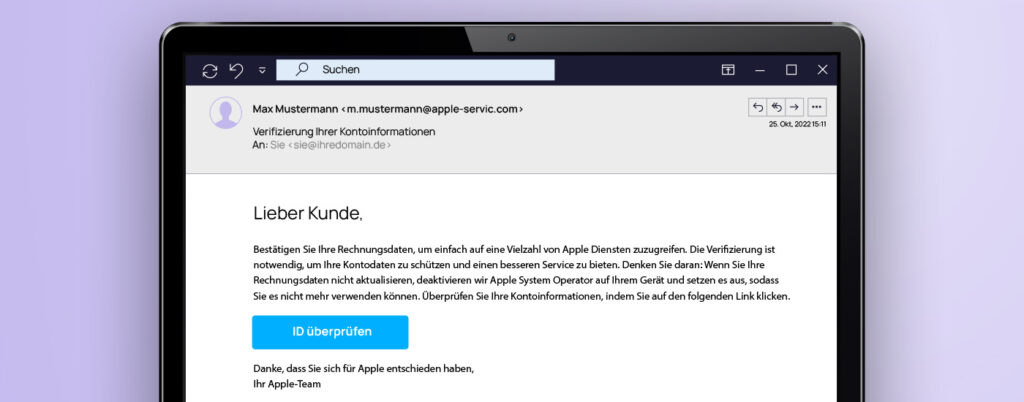 Suchen
Max Mustermann <m.mustermann@apple-servic.com>
25. Okt, 2022 15:11
Verifizierung Ihrer Kontoinformationen
An: Sie <sie@ihredomain.de>
Lieber Kunde,
Bestätigen Sie Ihre Rechnungsdaten, um einfach auf eine Vielzahl von Apple Diensten zuzugreifen. Die Verifizierung ist
notwendig, um Ihre Kontodaten zu schützen und einen besseren Service zu bieten. Denken Sie daran: Wenn Sie Ihre
Rechnungsdaten nicht aktualisieren, deaktivieren wir Apple System Operator auf Ihrem Gerät und setzen es aus, sodass
Sie es nicht mehr verwenden können. Überprüfen Sie Ihre Kontoinformationen, indem Sie auf den folgenden Link klicken.
ID überprüfen
Danke, dass Sie sich für Apple entschieden haben,
Ihr Apple-Team